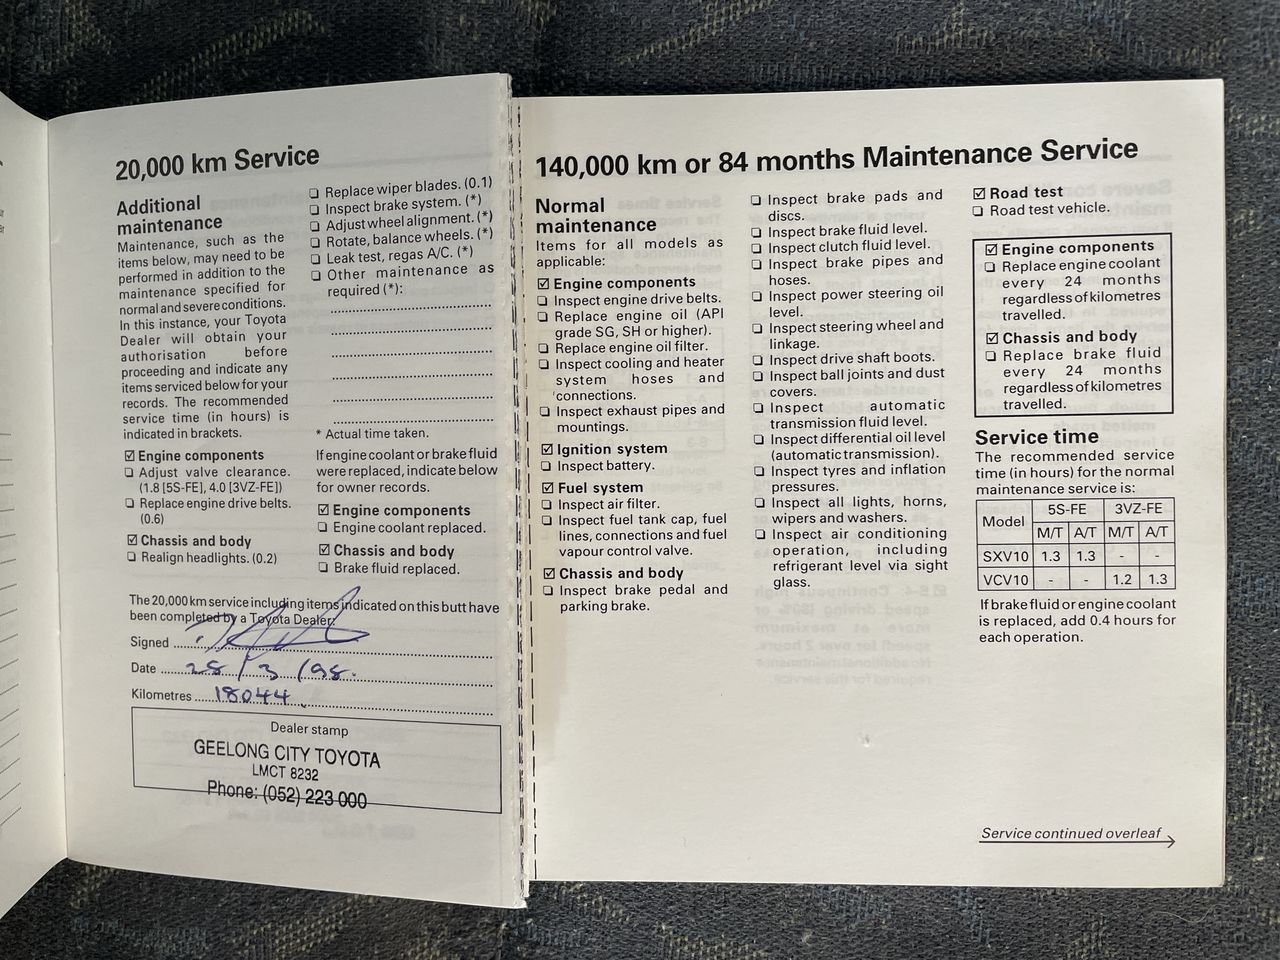 20,000 km Service
Additional
maintenance
Maintenance, such as the
items below, may need to be
performed in addition to the
maintenance specified for
normal and severe conditions.
In this instance, your Toyota
Dealer will obtain your
authorisation before
proceeding and indicate any
items serviced below for your
records. The recommended
service time (in hours) is
indicated in brackets.
☑ Engine components
❑ Adjust valve clearance.
(1.8 [5S-FE], 4.0 [3VZ-FE])
❑ Replace engine drive belts.
(0.6)
☑ Chassis and body
❑ Realign headlights. (0.2)
❑ Replace wiper blades. (0.1)
❑ Inspect brake system. (*)
❑ Adjust wheel alignment. (*)
❑ Rotate, balance wheels. (*)
❑ Leak test, regas A/C. (*)
❑ Other maintenance as
required (*):
* Actual time taken.
If engine coolant or brake fluid
were replaced, indicate below
for owner records.
☑ Engine components
❑ Engine coolant replaced.
☑ Chassis and body
❑ Brake fluid replaced.
The 20,000 km service including items indicated on this butt have
been completed by a Toyota Dealer:
Signed
Date 28/3/98.
Kilometres 18044
Dealer stamp
GEELONG CITY TOYOTA
LMCT 8232
Phone: (052) 223 000
140,000 km or 84 months Maintenance Service
Normal
maintenance
Items for all models as
applicable:
☑ Engine components
❑ Inspect engine drive belts.
❑ Replace engine oil (API
grade SG, SH or higher).
❑ Replace engine oil filter.
❑ Inspect cooling and heater
system hoses and
connections.
❑ Inspect exhaust pipes and
mountings.
☑ Ignition system
❑ Inspect battery.
☑ Fuel system
❑ Inspect air filter.
❑ Inspect fuel tank cap, fuel
lines, connections and fuel
vapour control valve.
☑ Chassis and body
❑ Inspect brake pedal and
parking brake.
❑ Inspect brake pads and
discs.
❑ Inspect brake fluid level.
❑ Inspect clutch fluid level.
❑ Inspect brake pipes and
hoses.
❑ Inspect power steering oil
level.
❑ Inspect steering wheel and
linkage.
❑ Inspect drive shaft boots.
❑ Inspect ball joints and dust
covers.
❑ Inspect automatic
transmission fluid level.
❑ Inspect differential oil level
(automatic transmission).
❑ Inspect tyres and inflation
pressures.
❑ Inspect all lights, horns,
wipers and washers.
❑ Inspect air conditioning
operation, including
refrigerant level via sight
glass.
☑ Road test
❑ Road test vehicle.
☑ Engine components
❑ Replace engine coolant
every 24 months
regardless of kilometres
travelled.
☑ Chassis and body
❑ Replace brake fluid
every 24 months
regardless of kilometres
travelled.
Service time
The recommended service
time (in hours) for the normal
maintenance service is:
Model 5S-FE 3VZ-FE
M/T A/T M/T A/T
SXV10 1.3 1.3 - -
VCV10 - - 1.2 1.3
If brake fluid or engine coolant
is replaced, add 0.4 hours for
each operation.
Service continued overleaf